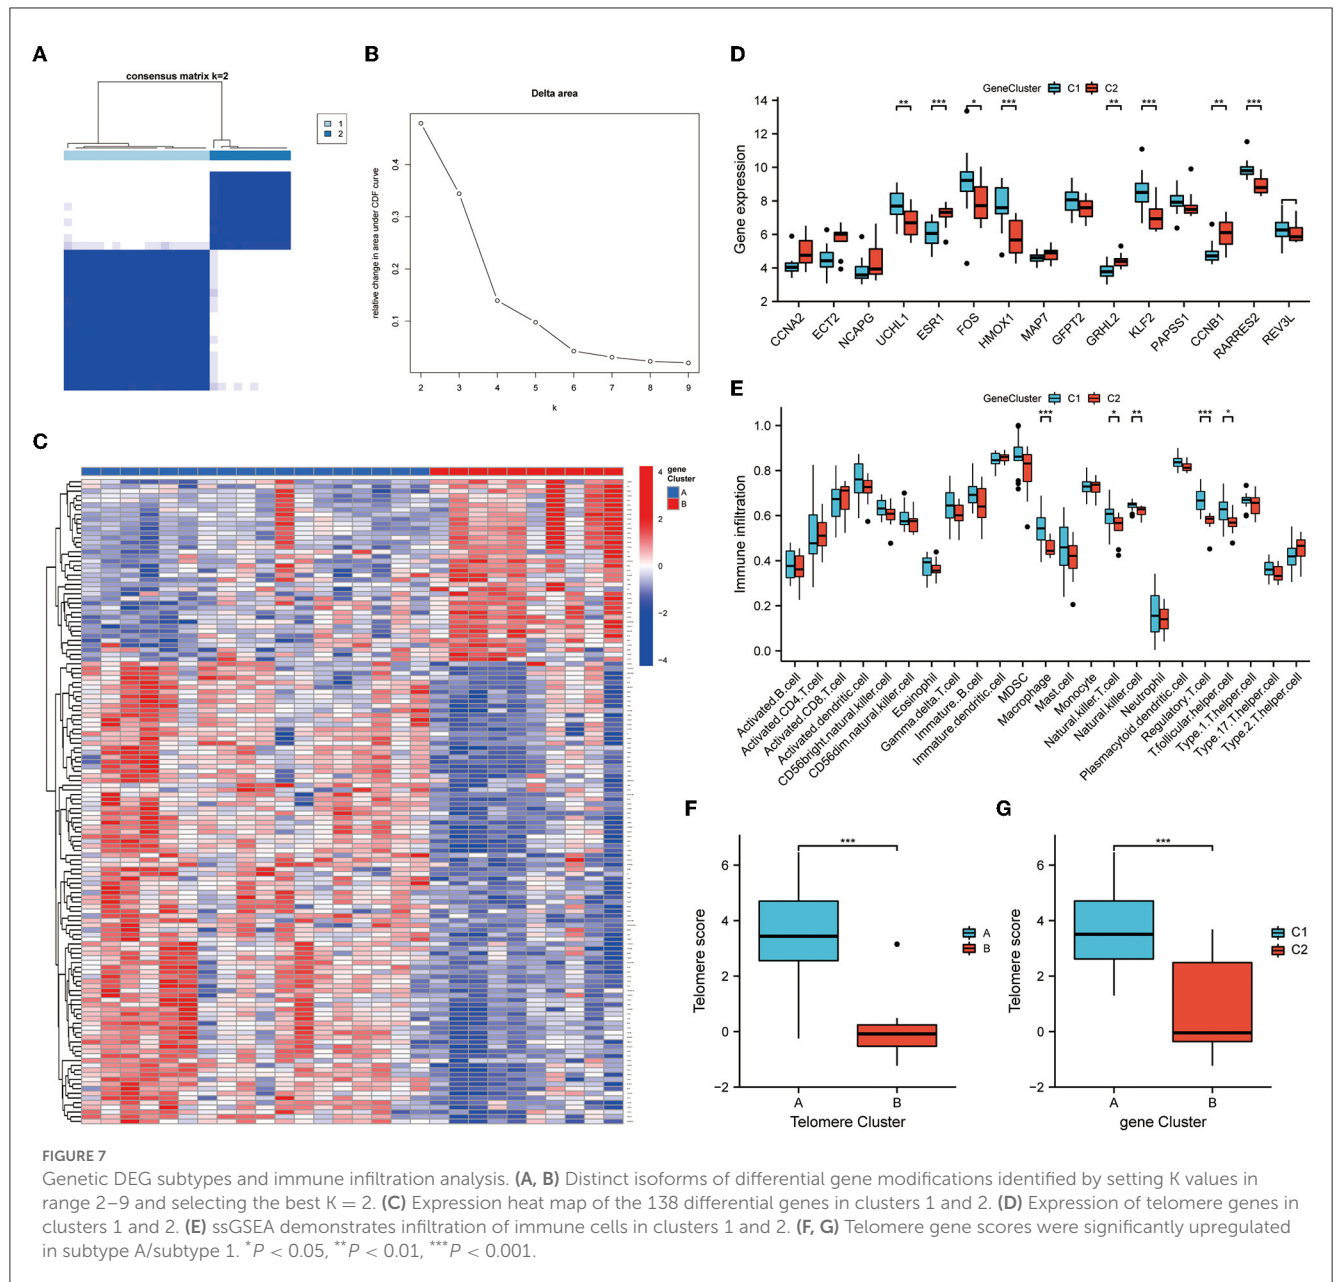 A
consensus matrix k=2
1
2
B
Delta area
relative change in area under CDF curve
0.4
0.3
0.2
0.1
2 3 4 5 6 7 8 9
k
C
gene
Cluster
A
B
4
2
0
−2
−4
D
GeneCluster C1 C2
Gene expression
14
12
10
8
6
4
2
** *** * *** ** *** ** ***
CCNA2
ECT2
NCAPG
UCHL1
ESR1
FOS
HMOX1
MAP7
GFPT2
GRHL2
KLF2
PAPSS1
CCNB1
RARRES2
REV3L
E
GeneCluster C1 C2
Immune infiltration
1.0
0.8
0.6
0.4
0.2
0.0
*** * ** *** *
Activated.B.cell
Activated.CD4.T.cell
Activated.CD8.T.cell
Activated.dendritic.cell
CD56bright.natural.killer.cell
CD56dim.natural.killer.cell
Eosinophil
Gamma.delta.T.cell
Immature..B.cell
Immature.dendritic.cell
MDSC
Macrophage
Mast.cell
Monocyte
Natural.killer.T.cell
Natural.killer.cell
Neutrophil
Plasmacytoid.dendritic.cell
Regulatory.T.cell
T.follicular.helper.cell
Type.1.T.helper.cell
Type.17.T.helper.cell
Type.2.T.helper.cell
F
***
Telomere score
6
4
2
0
−2
A B
Telomere Cluster
A
B
G
***
Telomere score
6
4
2
0
−2
A B
gene Cluster
C1
C2
FIGURE 7
Genetic DEG subtypes and immune infiltration analysis. (A, B) Distinct isoforms of differential gene modifications identified by setting K values in
range 2–9 and selecting the best K = 2. (C) Expression heat map of the 138 differential genes in clusters 1 and 2. (D) Expression of telomere genes in
clusters 1 and 2. (E) ssGSEA demonstrates infiltration of immune cells in clusters 1 and 2. (F, G) Telomere gene scores were significantly upregulated
in subtype A/subtype 1. *P < 0.05, **P < 0.01, ***P < 0.001.